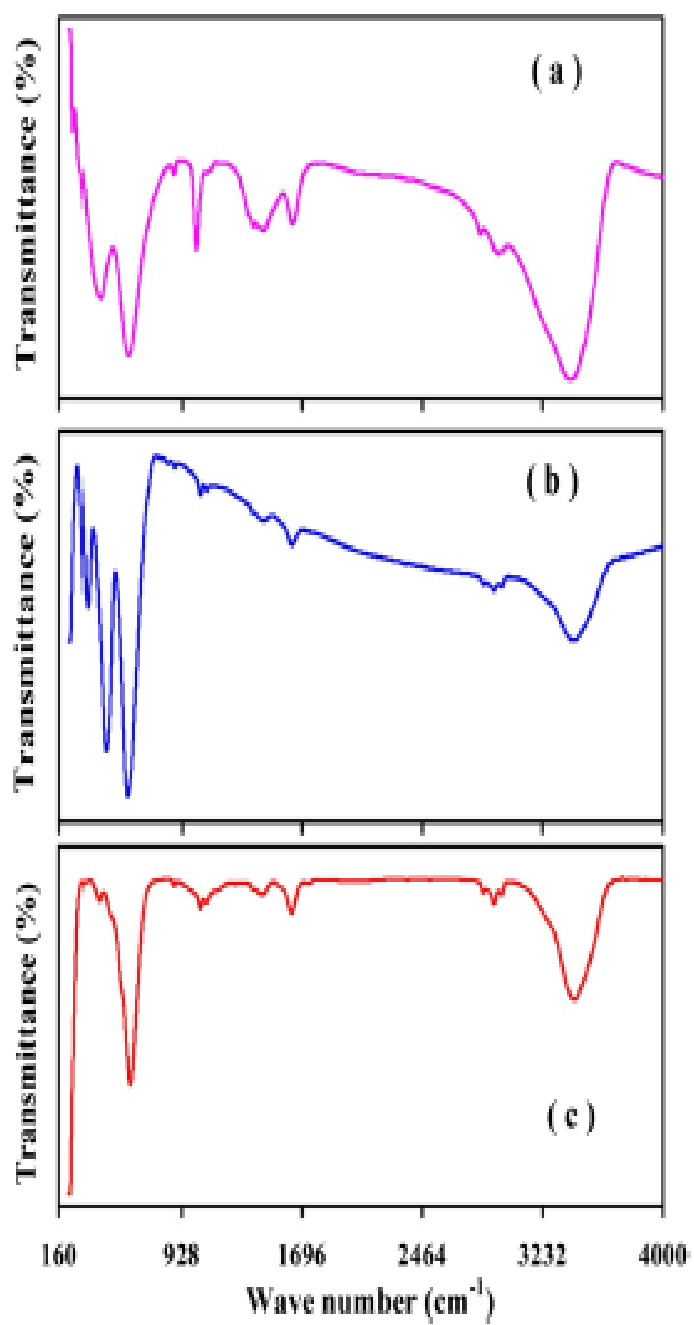 Transmittance (%)
( a )
Transmittance (%)
( b )
Transmittance (%)
( c )
160 928 1696 2464 3232 4000
Wave number (cm⁻¹)